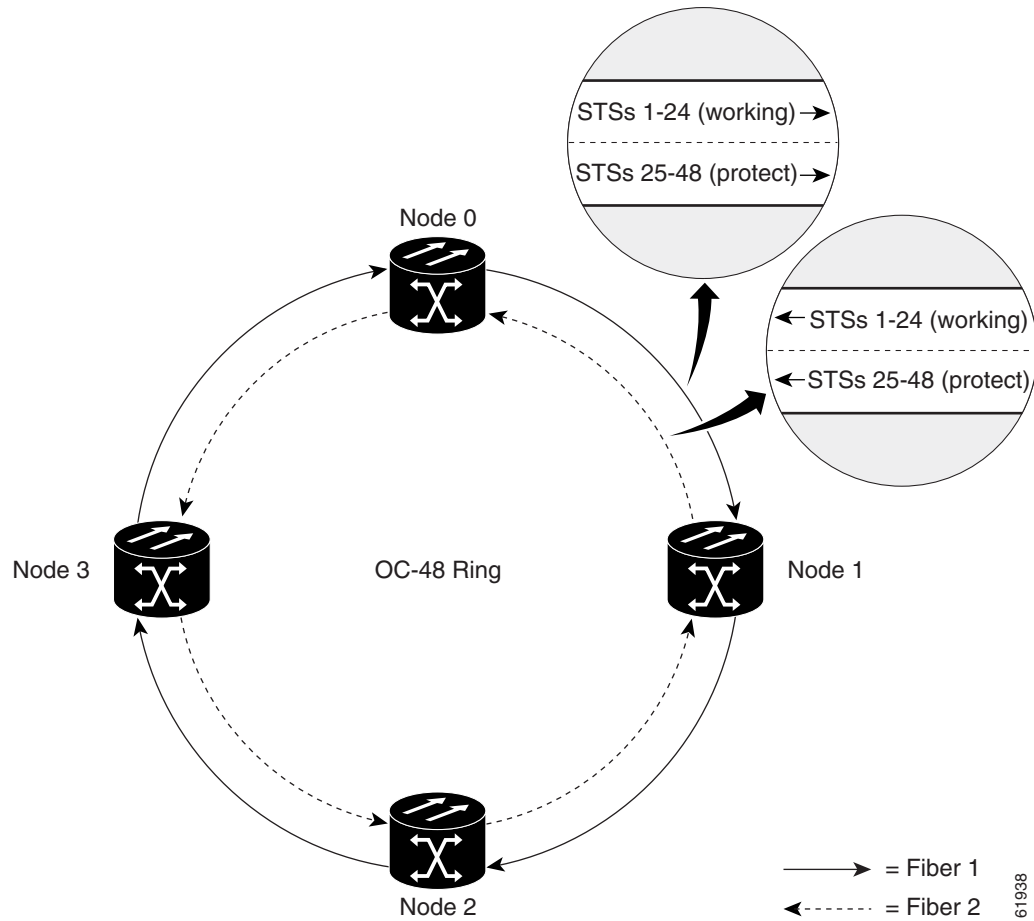 STSs 1-24 (working)
STSs 25-48 (protect)
Node 0
STSs 1-24 (working)
STSs 25-48 (protect)
Node 3
OC-48 Ring
Node 1
= Fiber 1
Node 2
= Fiber 2
61938